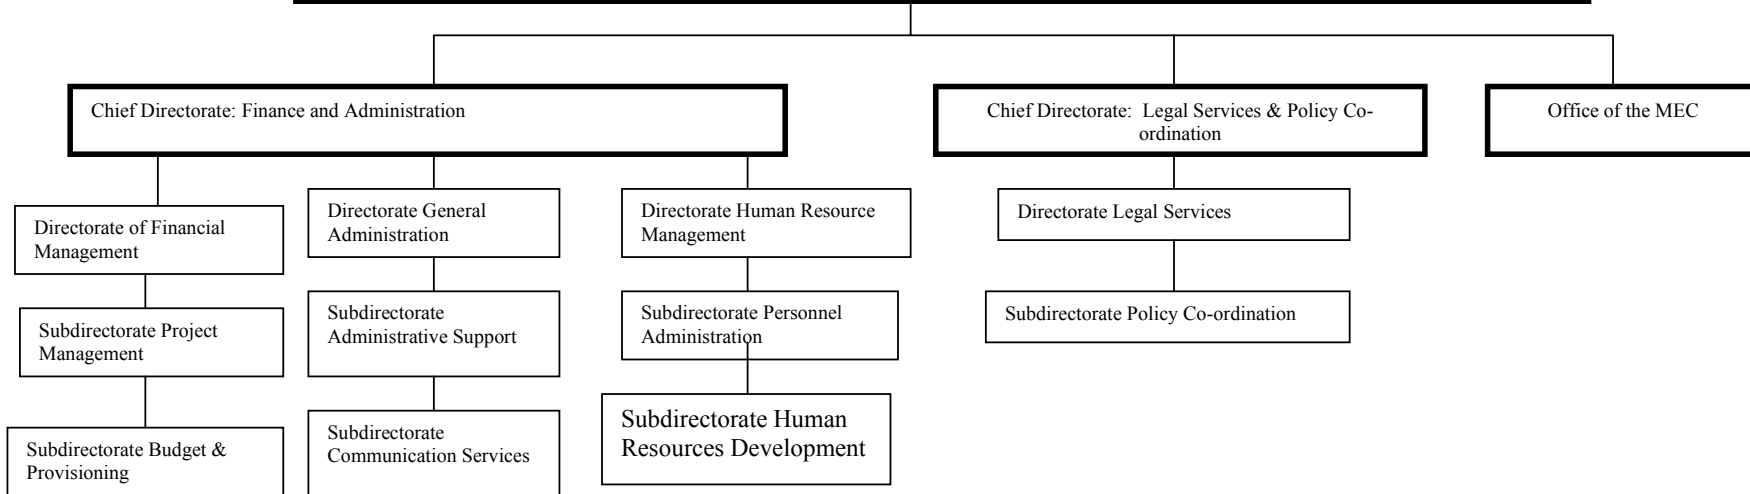 Chief Directorate: Finance and Administration
Chief Directorate:  Legal Services & Policy Co-
ordination
Office of the MEC
Directorate of Financial
Management
Directorate General
Administration
Directorate Human Resource
Management
Directorate Legal Services
Subdirectorate Project
Management
Subdirectorate
Administrative Support
Subdirectorate Personnel
Administration
Subdirectorate Policy Co-ordination
Subdirectorate Budget &
Provisioning
Subdirectorate
Communication Services
Subdirectorate Human
Resources Development